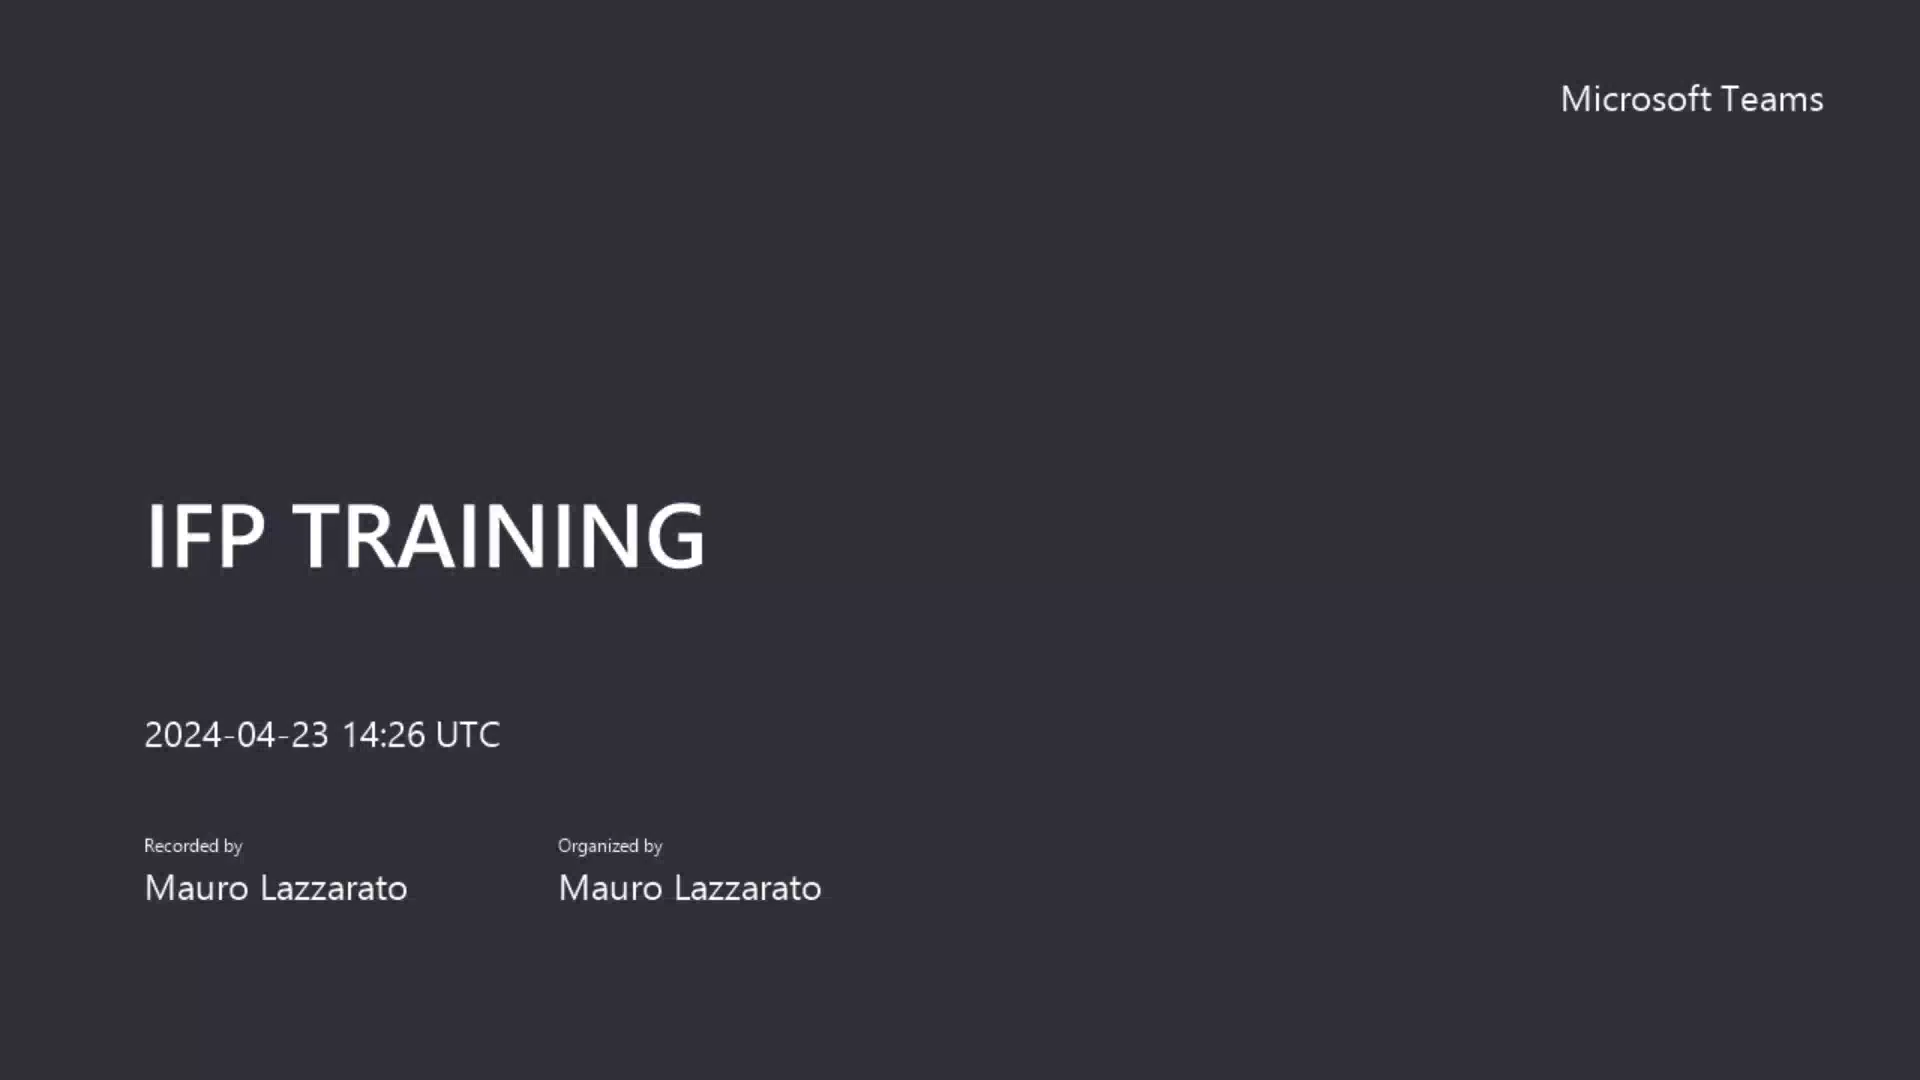 Microsoft Teams
IFP TRAINING
2024-04-23 14:26 UTC
Recorded by
Mauro Lazzarato
Organized by
Mauro Lazzarato